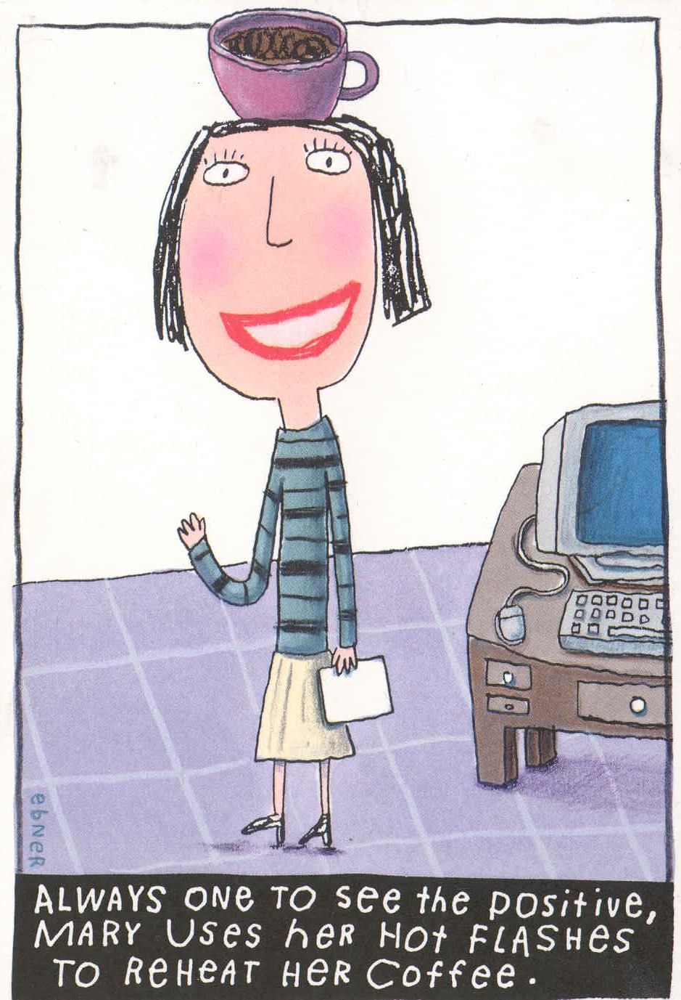 ebNeR
ALWAYS ONe TO see the positive,
MARY Uses heR Hot FLASHes
TO ReHeAT HeR Coffee.